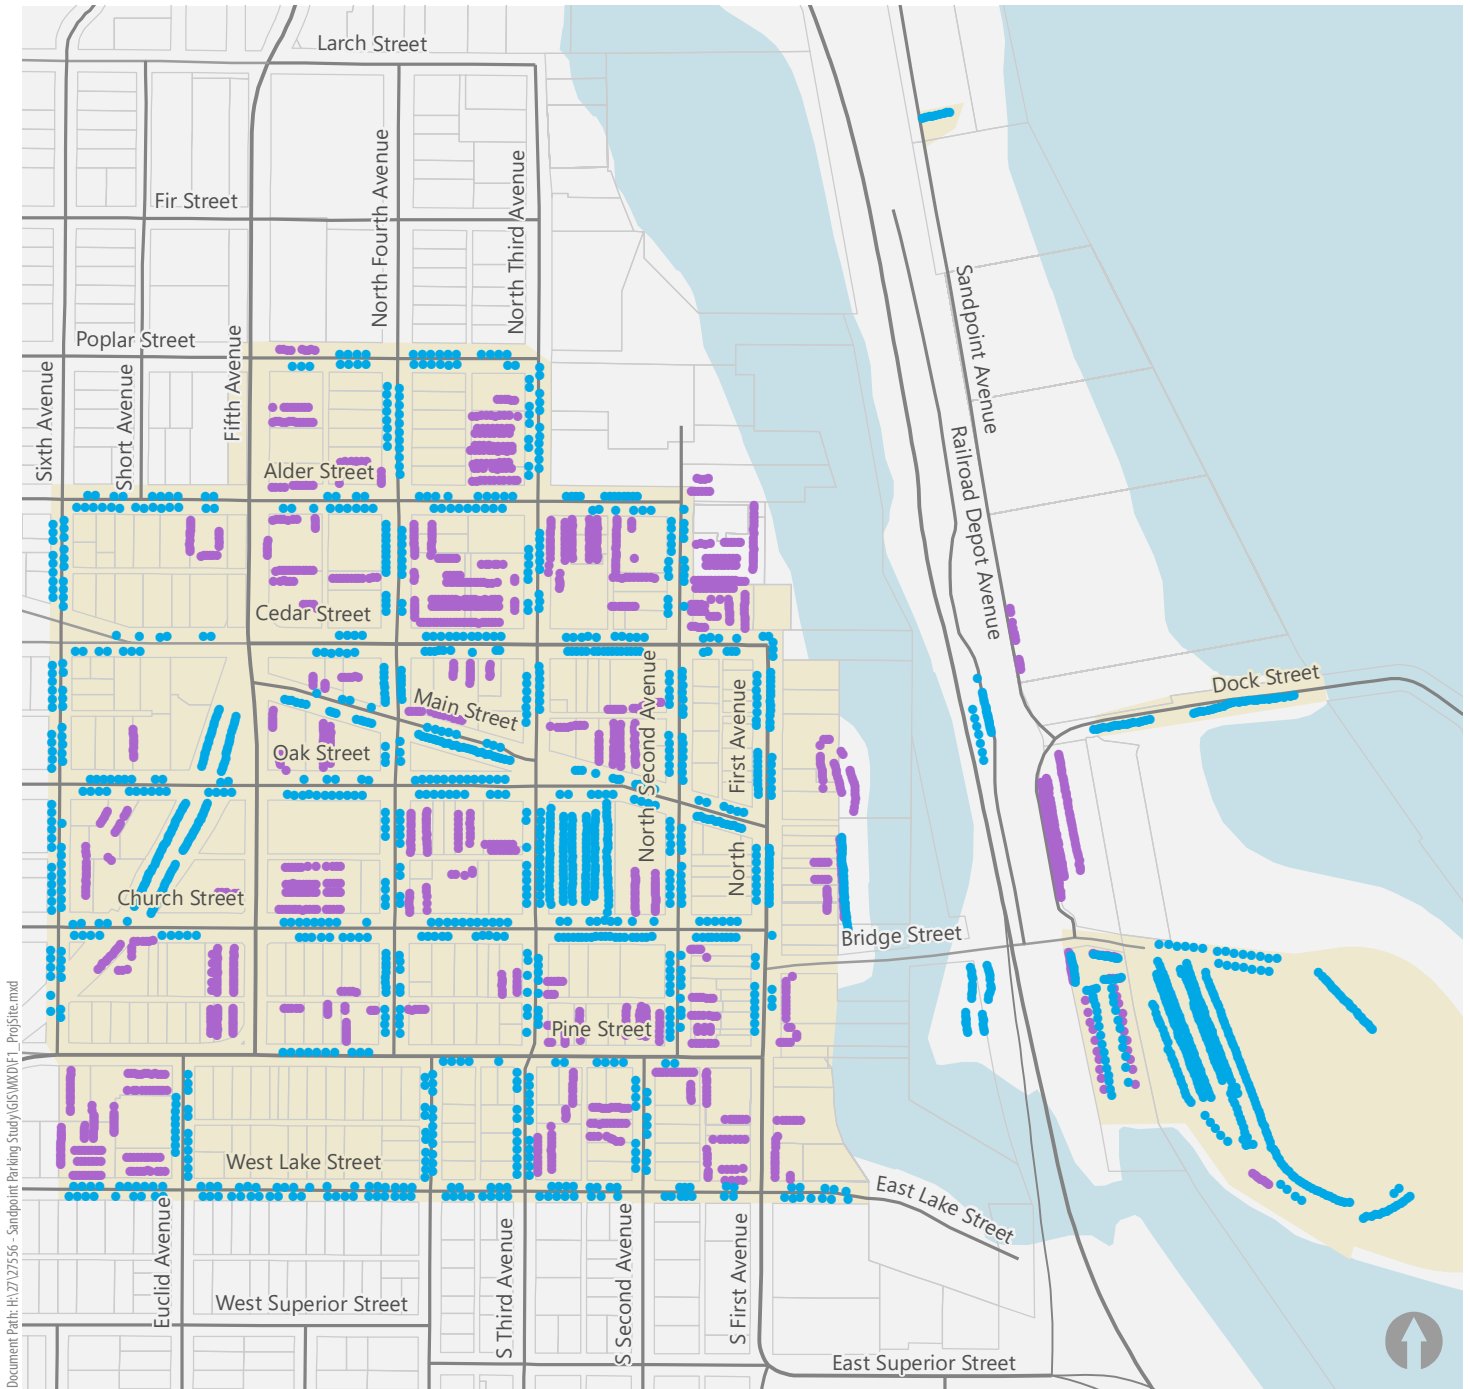 Larch Street
Fir Street
North Fourth Avenue
North Third Avenue
Poplar Street
Sixth Avenue
Short Avenue
Fifth Avenue
Sandpoint Avenue
Railroad Depot Avenue
Alder Street
Cedar Street
Main Street
Oak Street
North Second Avenue
North First Avenue
Dock Street
Church Street
Bridge Street
Pine Street
West Lake Street
East Lake Street
Euclid Avenue
S Third Avenue
S Second Avenue
S First Avenue
West Superior Street
East Superior Street
Document Path: H:\27\27556 - Sandpoint Parking Study\GIS\MXD\F1_ProjSite.mxd